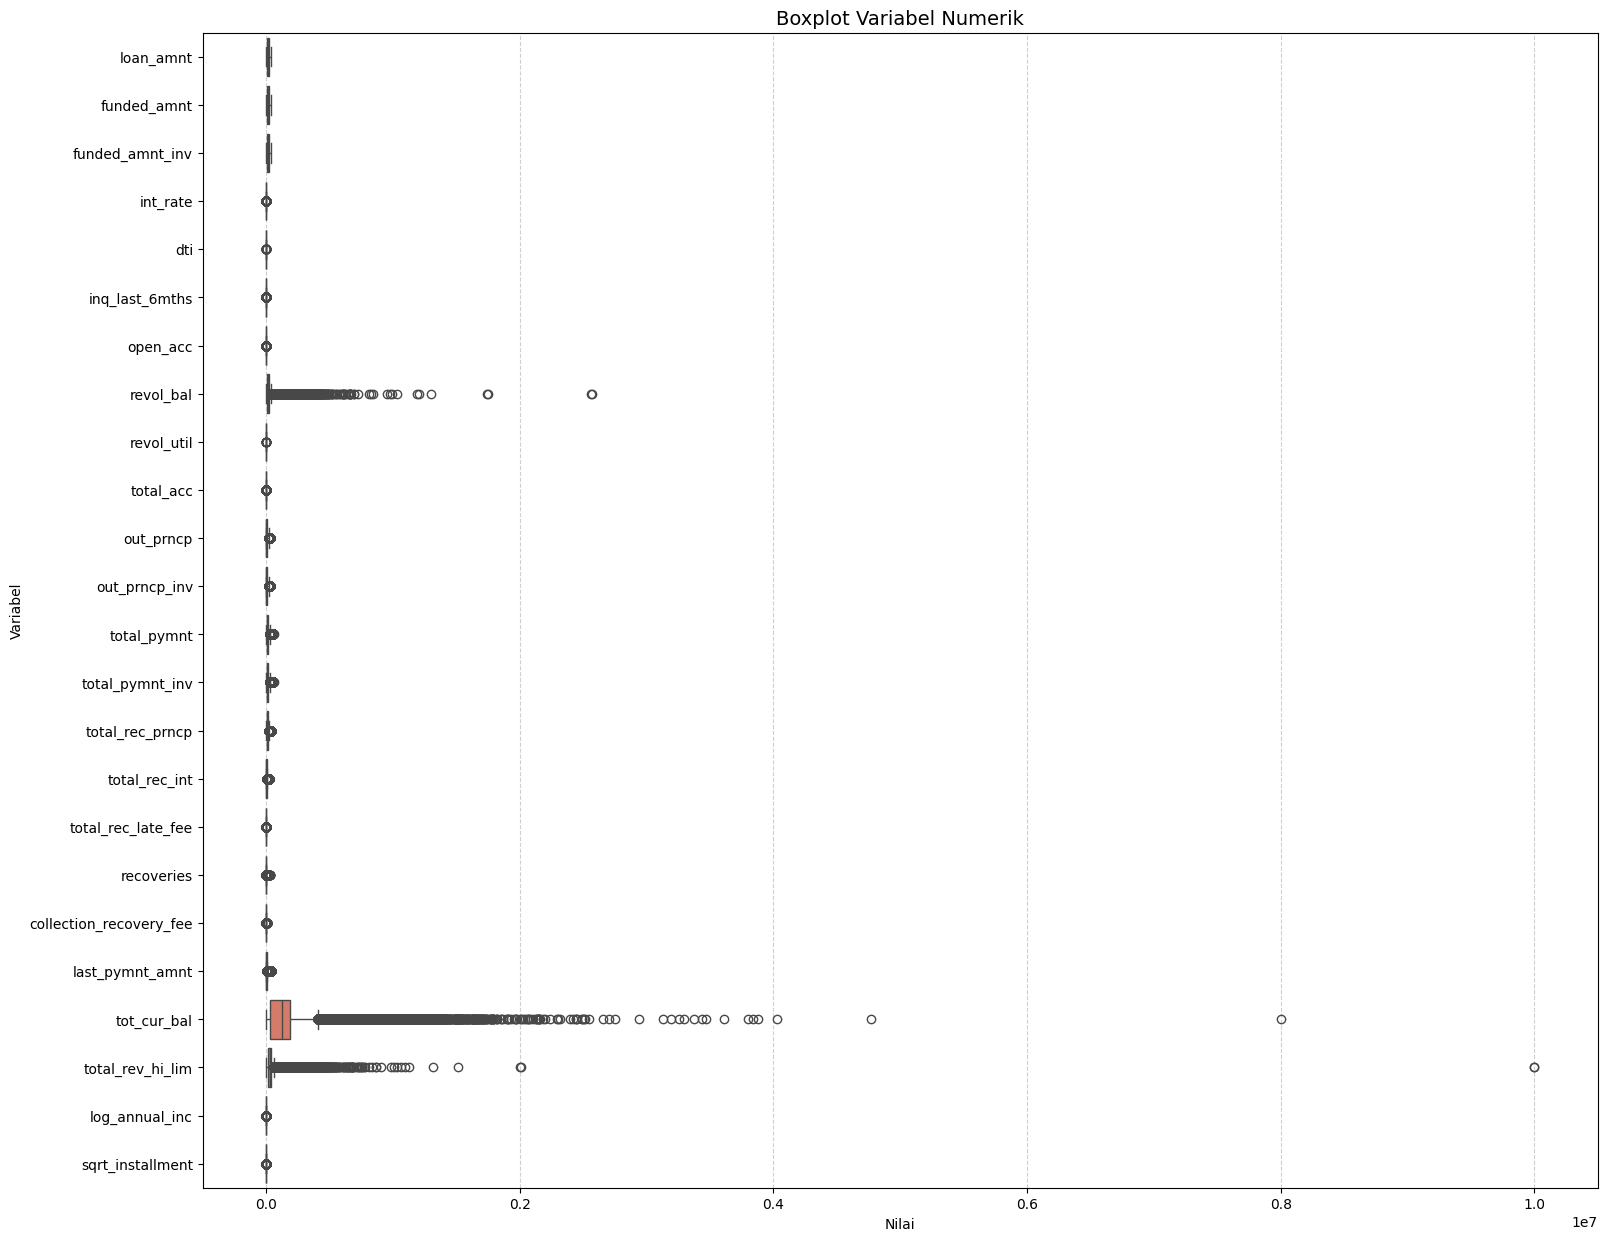 Boxplot Variabel Numerik
loan_amnt
funded_amnt
funded_amnt_inv
int_rate
dti
inq_last_6mths
open_acc
revol_bal
revol_util
total_acc
out_prncp
out_prncp_inv
total_pymnt
total_pymnt_inv
total_rec_prncp
total_rec_int
total_rec_late_fee
recoveries
collection_recovery_fee
last_pymnt_amnt
tot_cur_bal
total_rev_hi_lim
log_annual_inc
sqrt_installment
Variabel
0.0 0.2 0.4 0.6 0.8 1.0
Nilai
1e7